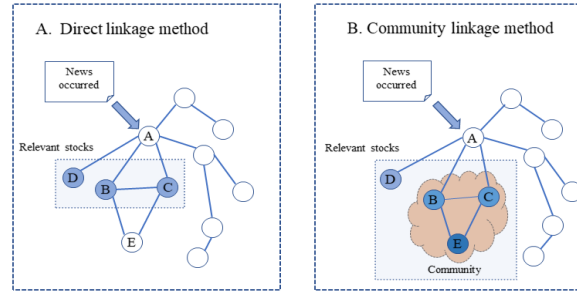 A. Direct linkage method
News
occurred
A
Relevant stocks
D
B
C
E
B. Community linkage method
News
occurred
A
Relevant stocks
D
B
C
E
Community